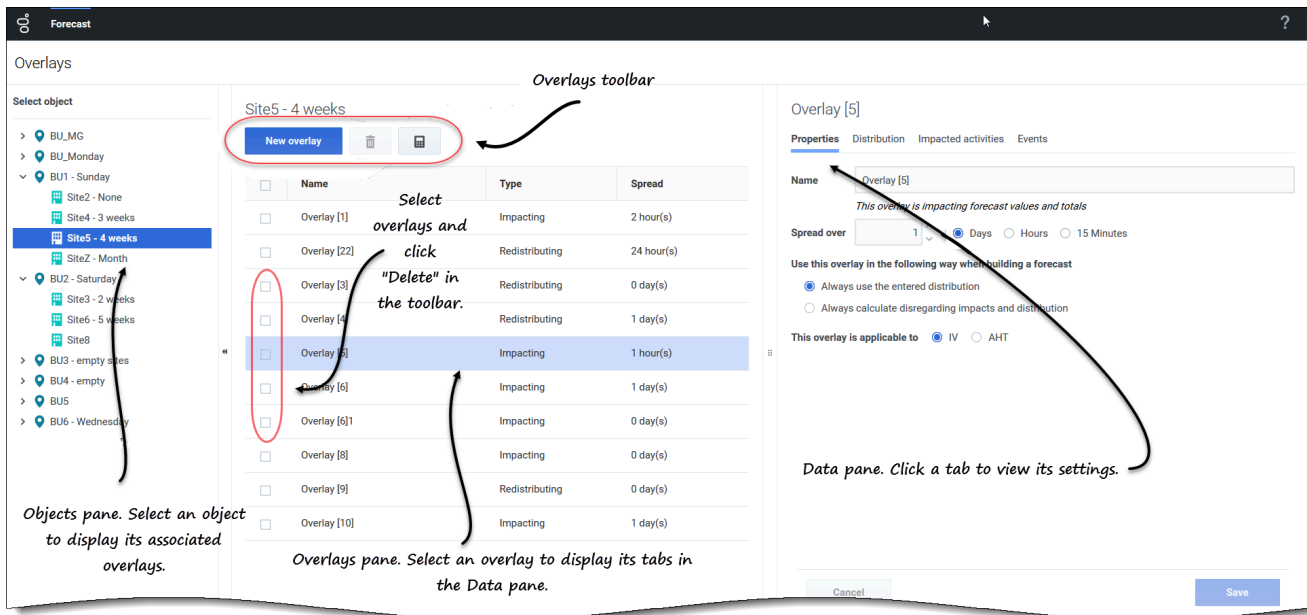 Forecast
?
Overlays
Select object
BU_MG
BU_Monday
BU1 - Sunday
Site2 - None
Site4 - 3 weeks
Site5 - 4 weeks
SiteZ - Month
BU2 - Saturday
Site3 - 2 weeks
Site6 - 5 weeks
Site8
BU3 - empty sites
BU4 - empty
BU5
BU6 - Wednesday
Objects pane. Select an object
to display its associated
overlays.
Overlays toolbar
Site5 - 4 weeks
New overlay
Name Type Spread
Overlay [1] Impacting 2 hour(s)
Overlay [22] Redistributing 24 hour(s)
Overlay [3] Redistributing 0 day(s)
Overlay [4] Redistributing 1 day(s)
Overlay [5] Impacting 1 hour(s)
Overlay [6] Impacting 1 day(s)
Overlay [6]1 Impacting 0 day(s)
Overlay [8] Impacting 0 day(s)
Overlay [9] Redistributing 0 day(s)
Overlay [10] Impacting 1 day(s)
Select
overlays and
click
"Delete" in
the toolbar.
Overlays pane. Select an overlay to display its tabs in
the Data pane.
Overlay [5]
Properties Distribution Impacted activities Events
Name Overlay [5]
This overlay is impacting forecast values and totals
Spread over 1 Days Hours 15 Minutes
Use this overlay in the following way when building a forecast
Always use the entered distribution
Always calculate disregarding impacts and distribution
This overlay is applicable to IV AHT
Data pane. Click a tab to view its settings.
Cancel Save